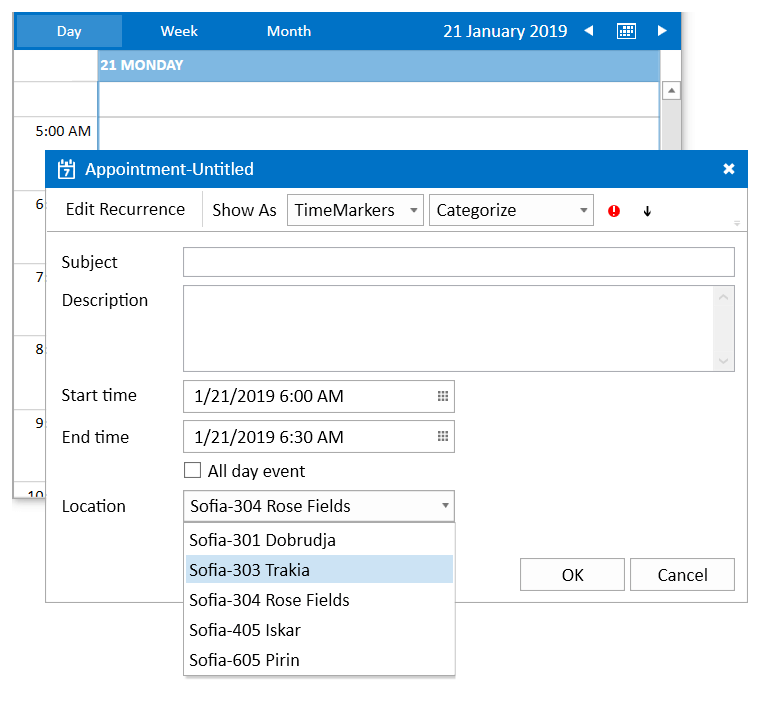 Day Week Month 21 January 2019
21 MONDAY
5:00 AM
Appointment-Untitled
6
Edit Recurrence Show As TimeMarkers Categorize
Subject
7
Description
8
Start time 1/21/2019 6:00 AM
9
End time 1/21/2019 6:30 AM
All day event
10
Location Sofia-304 Rose Fields
Sofia-301 Dobrudja
Sofia-303 Trakia
OK Cancel
Sofia-304 Rose Fields
Sofia-405 Iskar
Sofia-605 Pirin